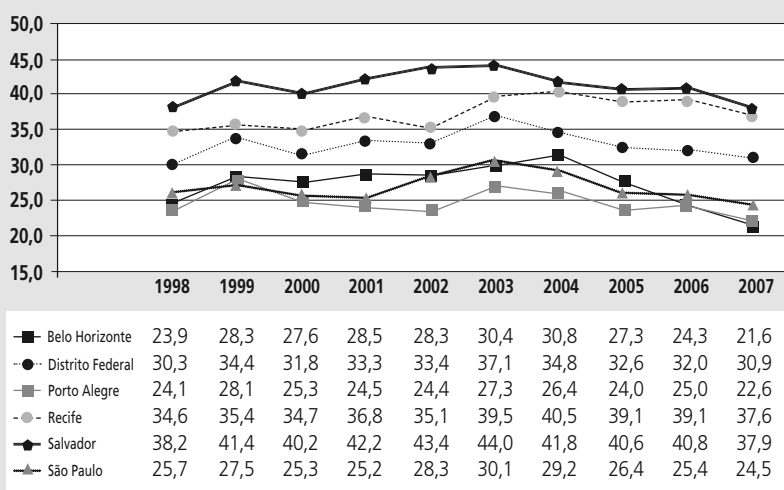 50,0
45,0
40,0
35,0
30,0
25,0
20,0
15,0
1998 1999 2000 2001 2002 2003 2004 2005 2006 2007
Belo Horizonte 23,9 28,3 27,6 28,5 28,3 30,4 30,8 27,3 24,3 21,6
Distrito Federal 30,3 34,4 31,8 33,3 33,4 37,1 34,8 32,6 32,0 30,9
Porto Alegre 24,1 28,1 25,3 24,5 24,4 27,3 26,4 24,0 25,0 22,6
Recife 34,6 35,4 34,7 36,8 35,1 39,5 40,5 39,1 39,1 37,6
Salvador 38,2 41,4 40,2 42,2 43,4 44,0 41,8 40,6 40,8 37,9
São Paulo 25,7 27,5 25,3 25,2 28,3 30,1 29,2 26,4 25,4 24,5